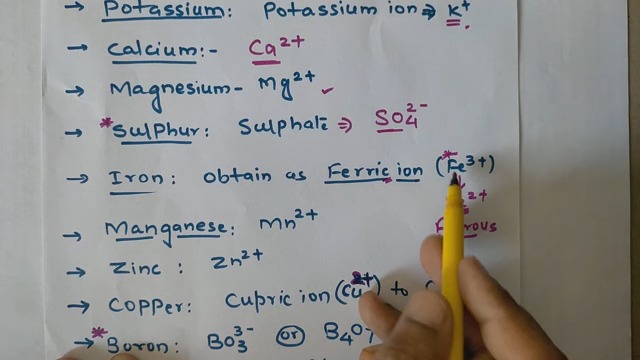 → Potassium: Potassium ion ⇒ K⁺.
→ Calcium:- Ca²⁺
→ Magnesium- Mg²⁺ ✓
→ *Sulphur: Sulphate ⇒ SO₄²⁻
→ Iron: obtain as Ferric ion (*Fe³⁺)
2+
→ Manganese: Mn²⁺
→ Zinc: Zn²⁺
→ Copper: Cupric ion (Cu²⁺) to
→ *Boron: BO₃³⁻ or B₄O₇